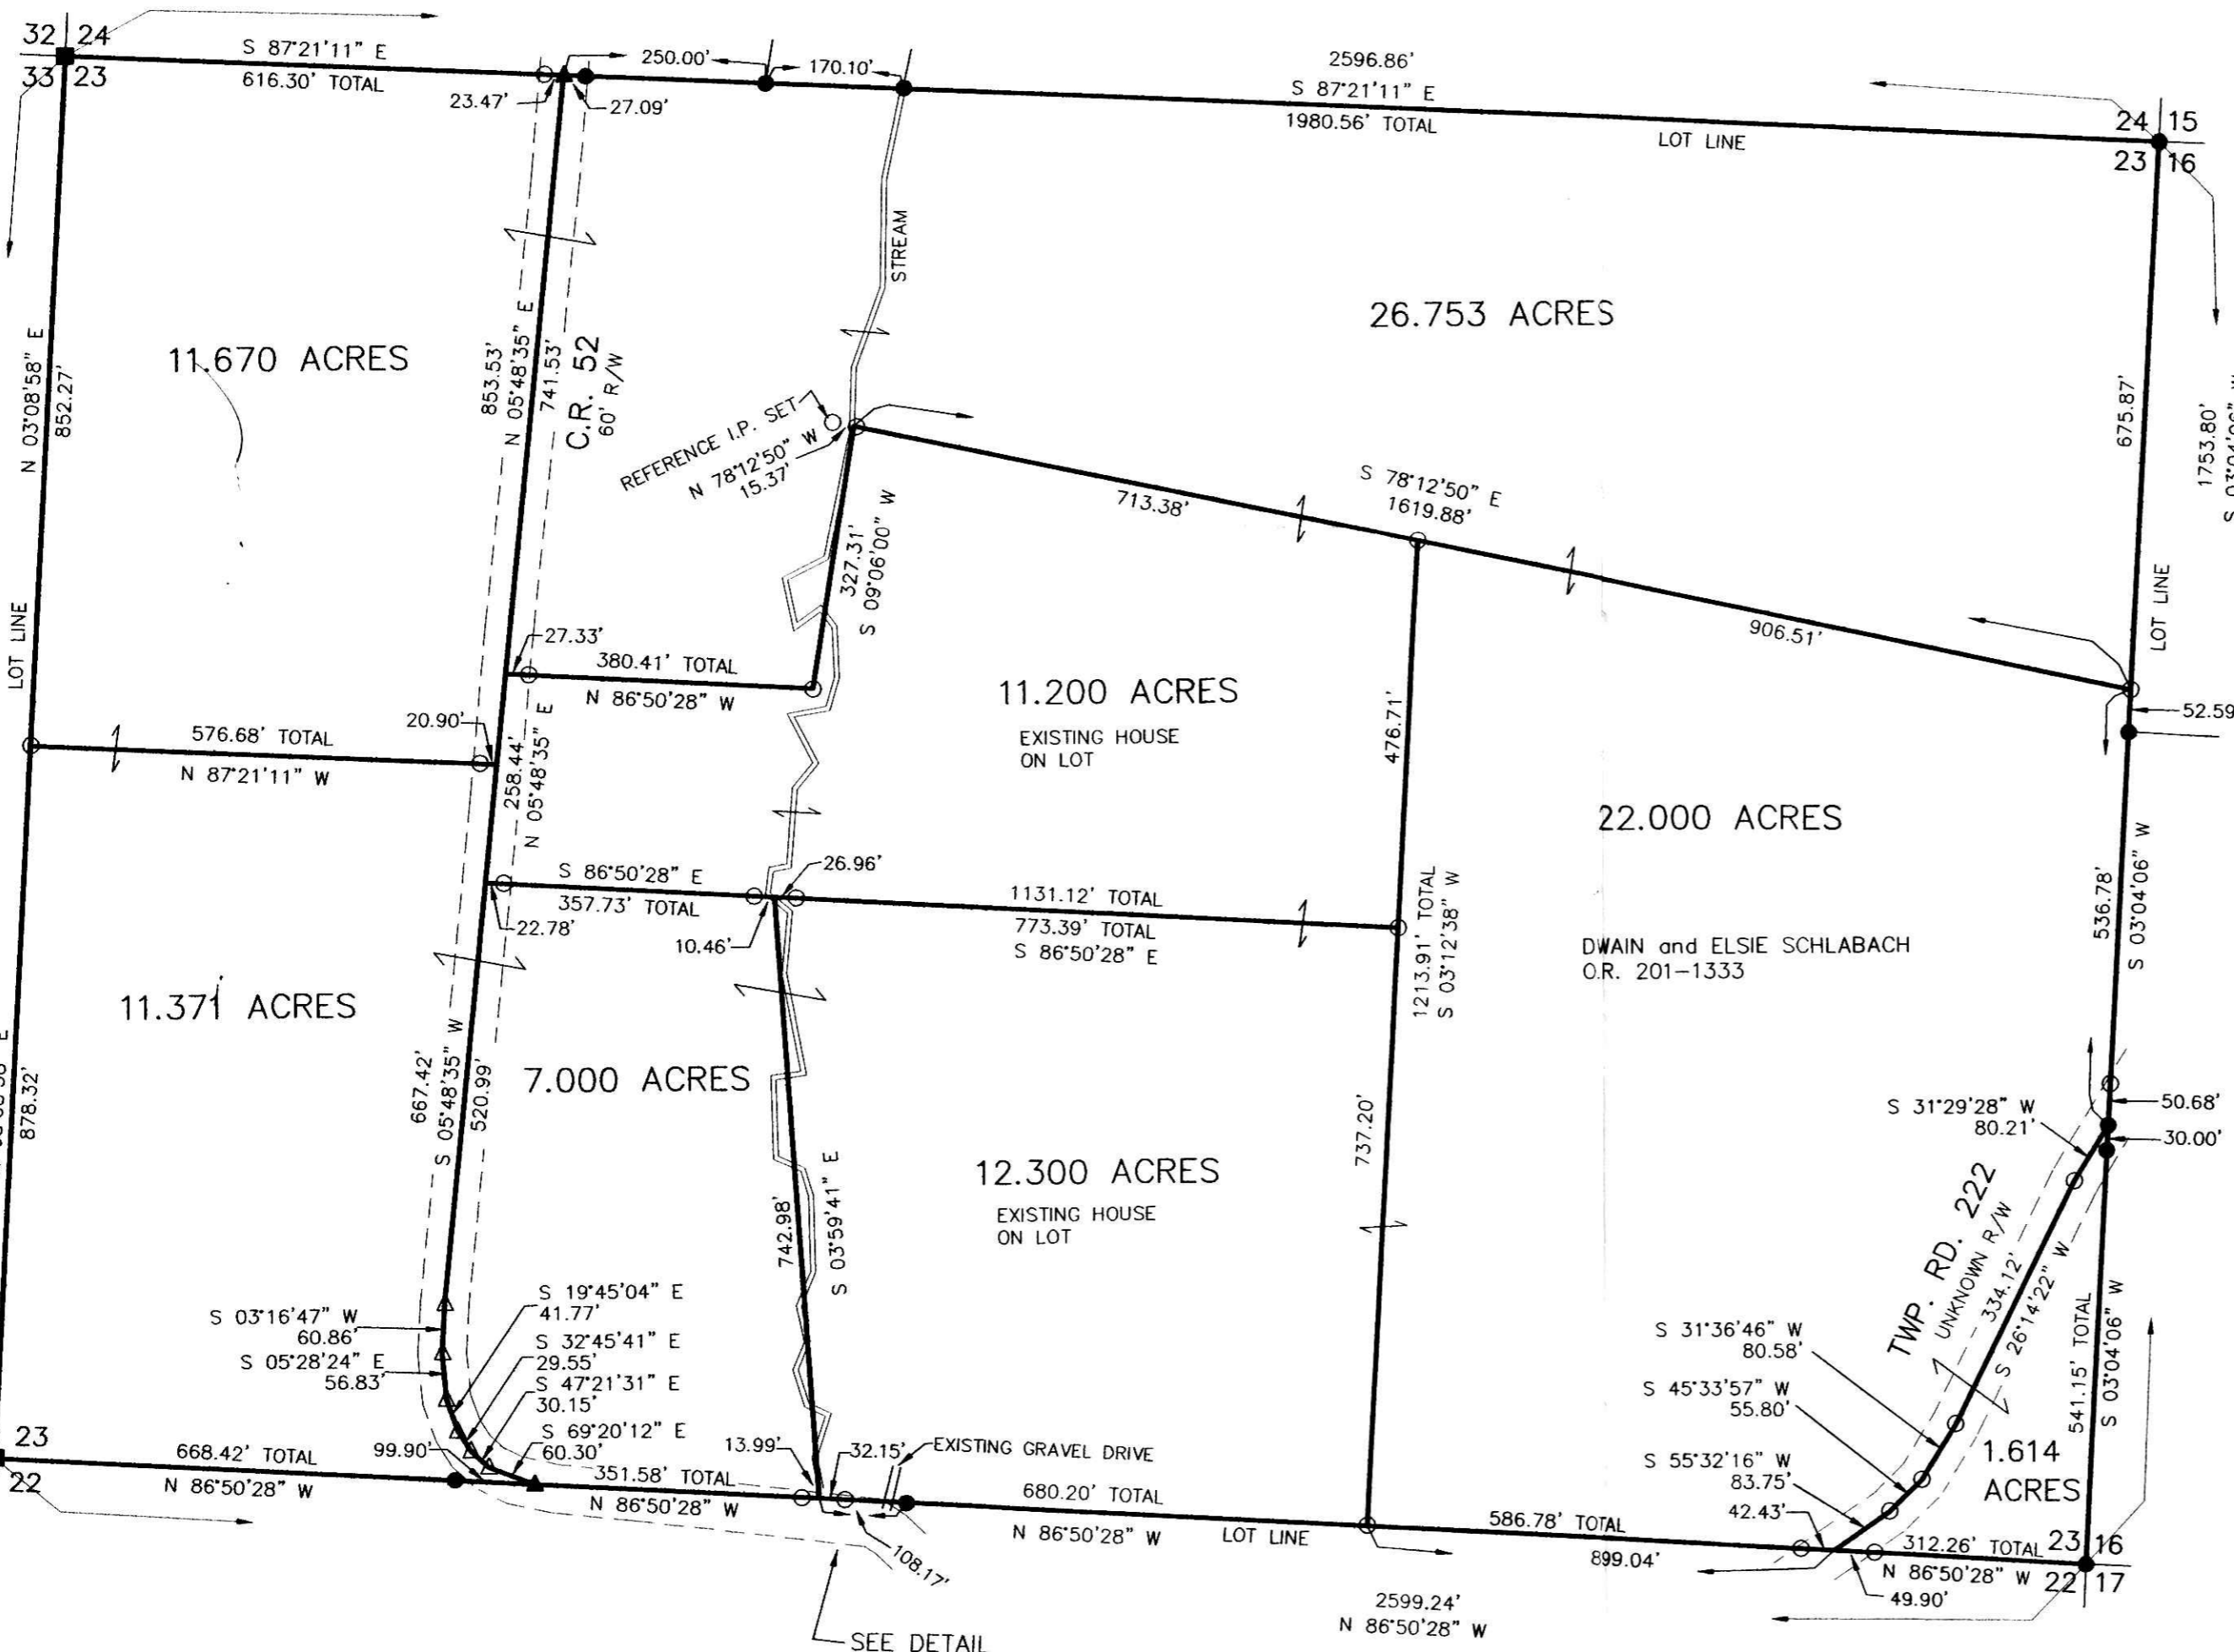 32 24
33 23
S 87°21'11" E
616.30' TOTAL
23.47'
27.09'
250.00'
170.10'
2596.86'
S 87°21'11" E
1980.56' TOTAL
LOT LINE
24 15
23 16
N 03°08'58" E
852.27'
LOT LINE
11.670 ACRES
853.53'
N 05°48'35" E
741.53'
C.R. 52
60' R/W
STREAM
26.753 ACRES
675.87'
1753.80'
LOT LINE
REFERENCE I.P. SET
N 78°12'50" W
15.37'
713.38'
S 78°12'50" E
1619.88'
906.51'
327.31'
S 09°06'00" W
27.33'
380.41' TOTAL
N 86°50'28" W
11.200 ACRES
EXISTING HOUSE
ON LOT
476.71'
52.59
576.68' TOTAL
N 87°21'11" W
20.90'
258.44'
N 05°48'35" E
22.000 ACRES
DWAIN and ELSIE SCHLABACH
O.R. 201-1333
536.78'
S 03°04'06" W
S 86°50'28" E
357.73' TOTAL
22.78'
10.46'
26.96'
1131.12' TOTAL
773.39' TOTAL
S 86°50'28" E
1213.91' TOTAL
S 03°12'38" W
11.371 ACRES
878.32'
667.42'
S 05°48'35" W
520.99'
7.000 ACRES
742.98'
S 03°59'41" E
12.300 ACRES
EXISTING HOUSE
ON LOT
737.20'
S 31°29'28" W
80.21'
50.68'
30.00'
TWP. RD. 222
UNKNOWN R/W
334.12'
S 26°14'22" W
541.15' TOTAL
S 03°04'06" W
S 03°16'47" W
60.86'
S 05°28'24" E
56.83'
S 19°45'04" E
41.77'
S 32°45'41" E
29.55'
S 47°21'31" E
30.15'
S 69°20'12" E
60.30'
S 31°36'46" W
80.58'
S 45°33'57" W
55.80'
S 55°32'16" W
83.75'
42.43'
1.614
ACRES
23
22
668.42' TOTAL
N 86°50'28" W
99.90'
351.58' TOTAL
N 86°50'28" W
13.99'
32.15'
EXISTING GRAVEL DRIVE
108.17'
680.20' TOTAL
N 86°50'28" W
LOT LINE
586.78' TOTAL
899.04'
312.26' TOTAL
N 86°50'28" W
49.90'
23 16
22 17
2599.24'
N 86°50'28" W
SEE DETAIL